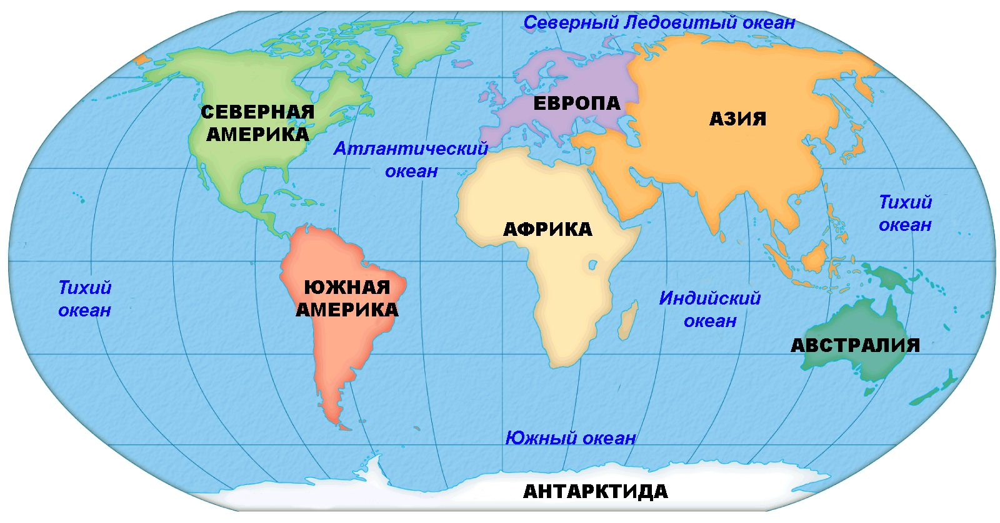 Северный Ледовитый океан
ЕВРОПА
СЕВЕРНАЯ
АМЕРИКА
АЗИЯ
Атлантический
океан
Тихий
океан
АФРИКА
Тихий
океан
ЮЖНАЯ
АМЕРИКА
Индийский
океан
АВСТРАЛИЯ
Южный океан
АНТАРКТИДА